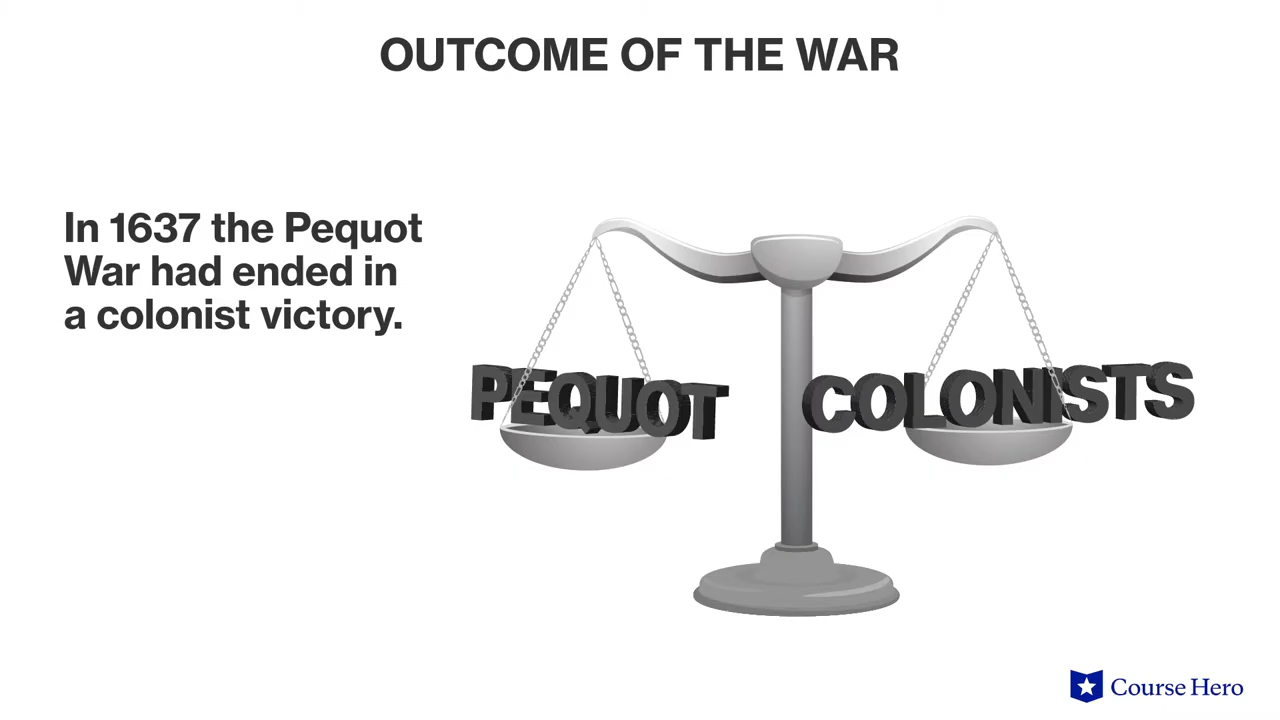 OUTCOME OF THE WAR
In 1637 the Pequot
War had ended in
a colonist victory.
PEQUOT
COLONISTS
Course Hero